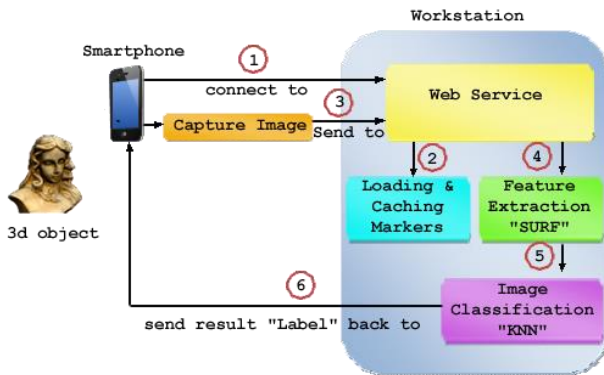 Workstation
Smartphone
1
connect to
Web Service
3
Capture Image
Send to
2
4
Loading &
Caching
Markers
Feature
Extraction
"SURF"
3d object
5
6
Image
Classification
"KNN"
send result "Label" back to